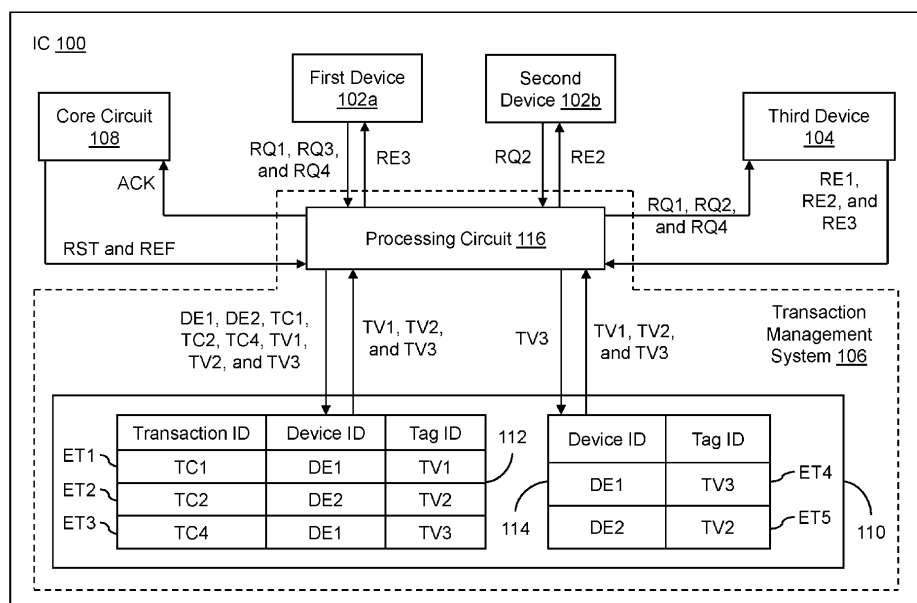 IC 100
First Device
102a
Second
Device 102b
Core Circuit
108
Third Device
104
RQ1, RQ3,
and RQ4
RE3
RQ2
RE2
ACK
RQ1, RQ2,
and RQ4
RE1,
RE2, and
RE3
Processing Circuit 116
RST and REF
DE1, DE2, TC1,
TC2, TC4, TV1,
TV2, and TV3
TV1, TV2,
and TV3
TV3
TV1, TV2,
and TV3
Transaction
Management
System 106
Transaction ID Device ID Tag ID
ET1 TC1 DE1 TV1
ET2 TC2 DE2 TV2
ET3 TC4 DE1 TV3
112
Device ID Tag ID
DE1 TV3 ET4
DE2 TV2 ET5
114
110